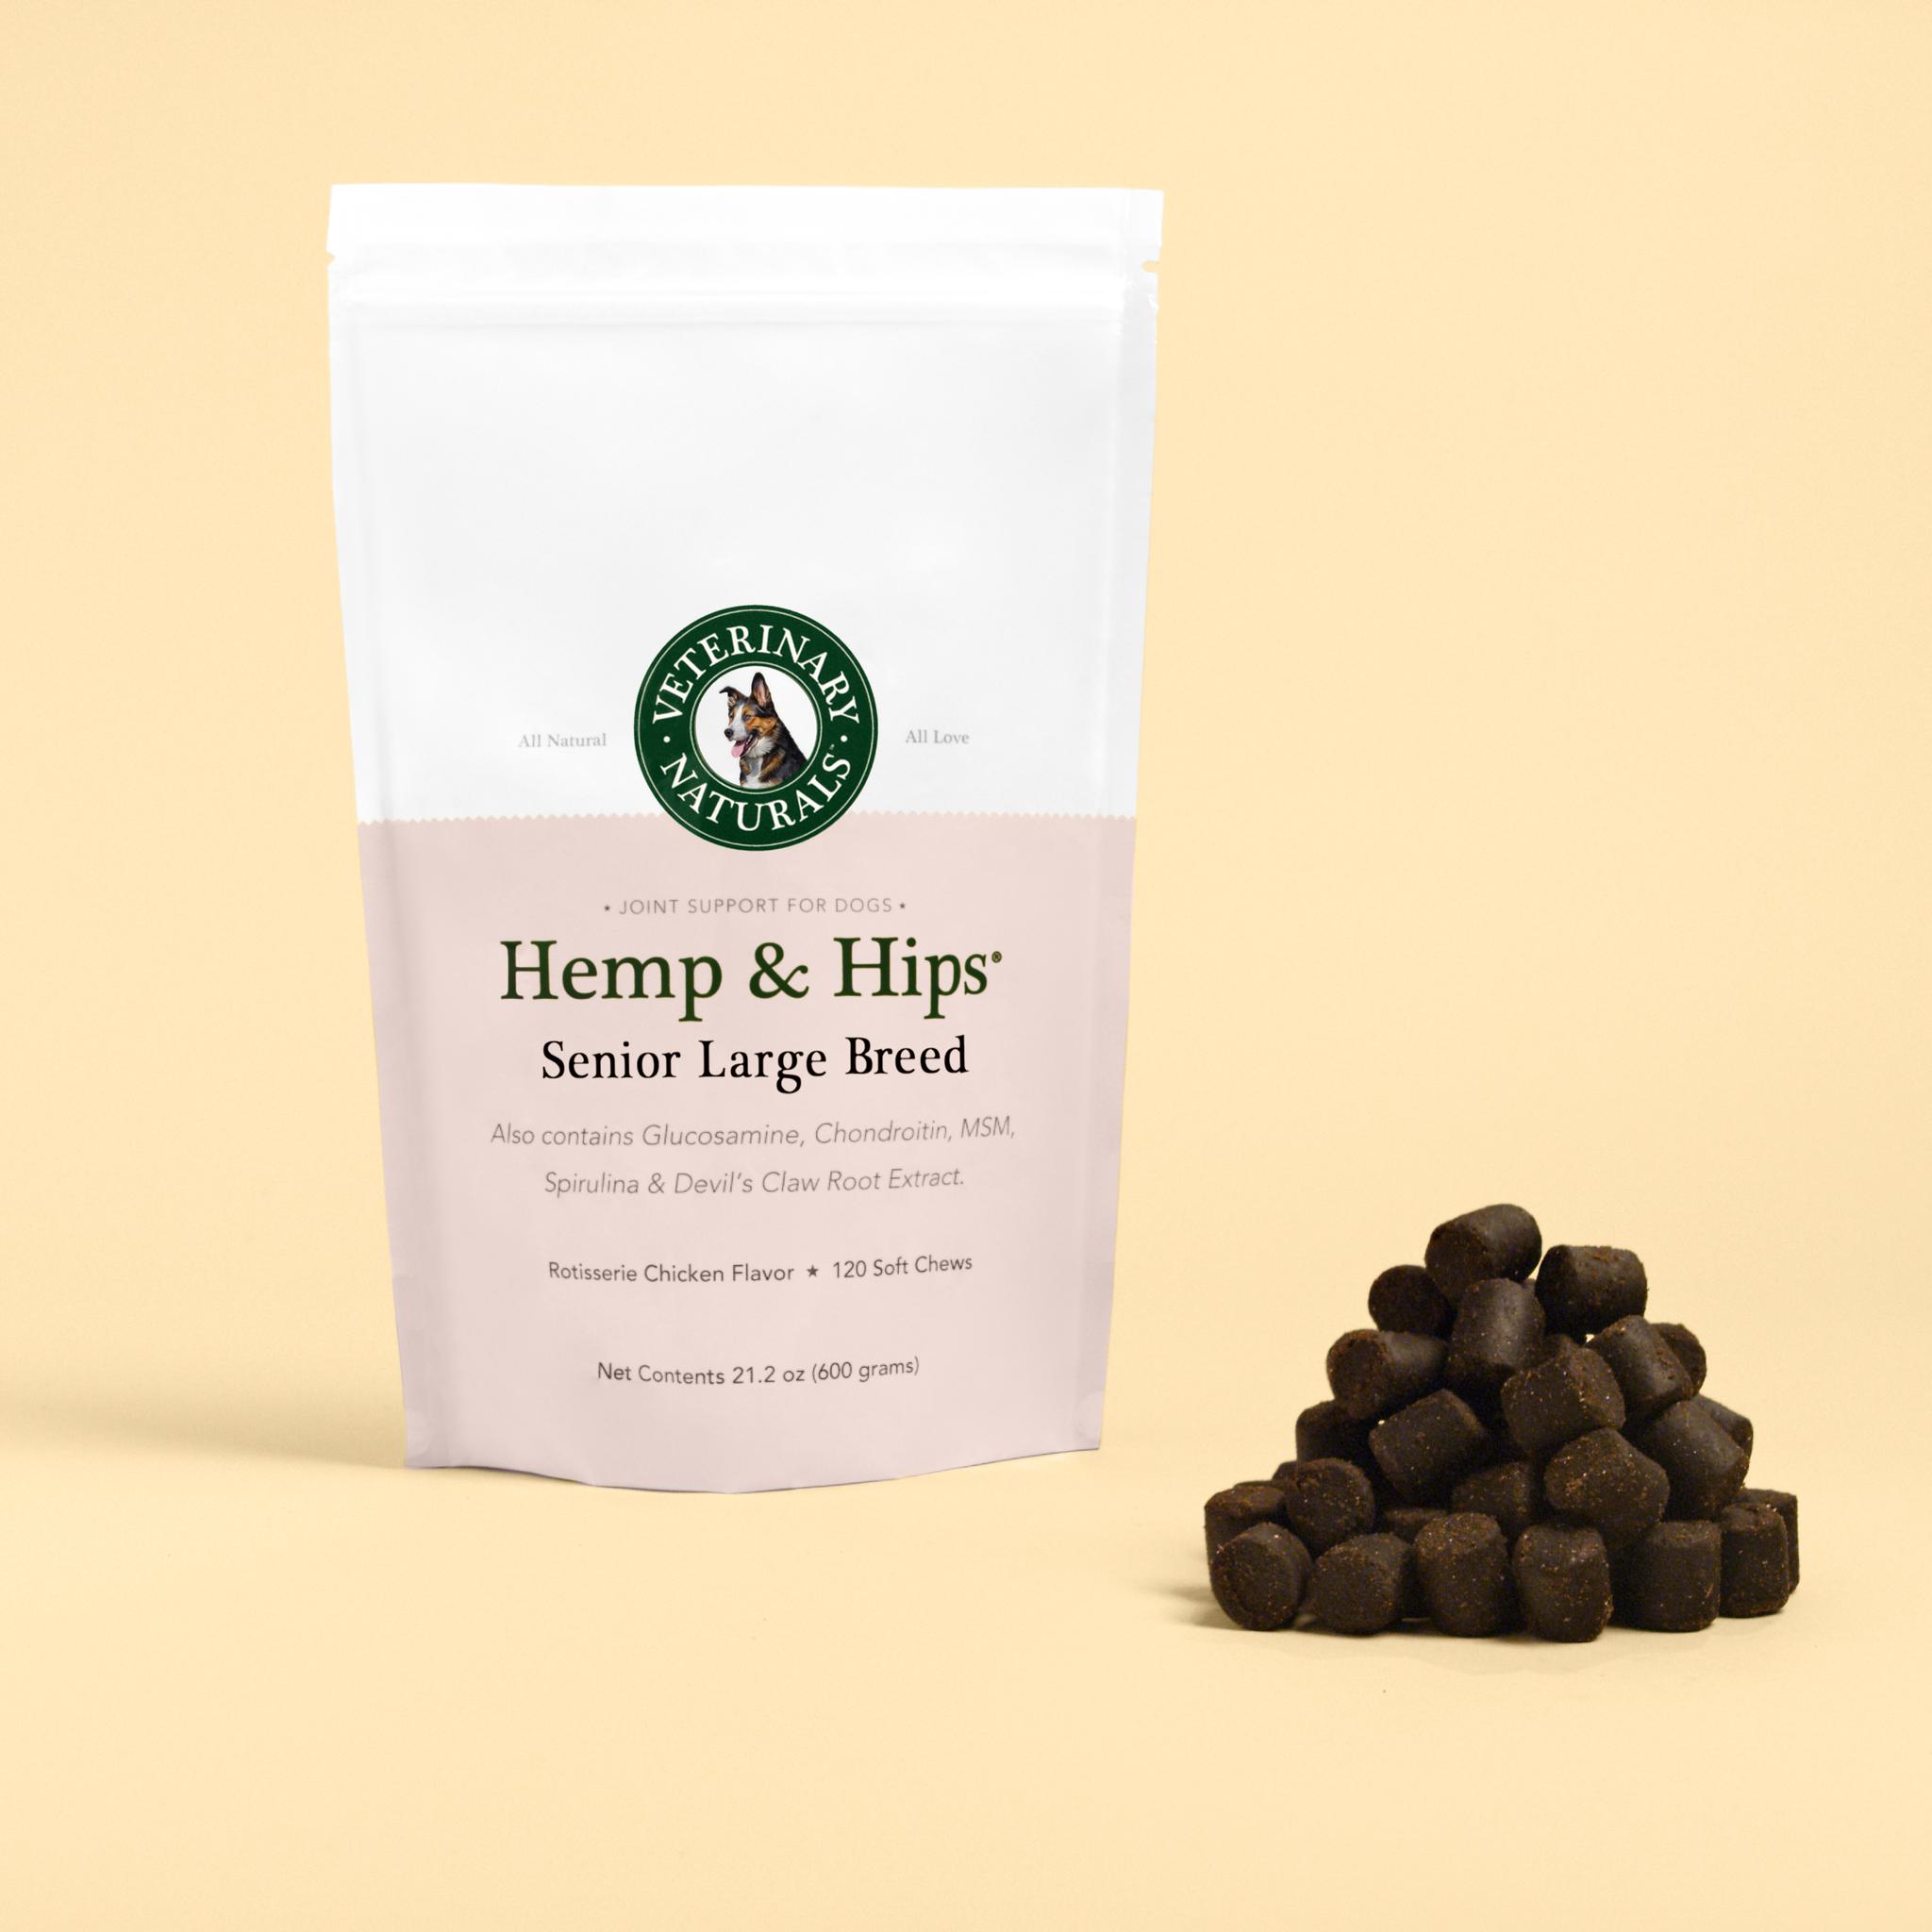 VETERINARY
NATURALS™
All Natural
All Love
⋆ JOINT SUPPORT FOR DOGS ⋆
Hemp & Hips®
Senior Large Breed
Also contains Glucosamine, Chondroitin, MSM,
Spirulina & Devil's Claw Root Extract.
Rotisserie Chicken Flavor ★ 120 Soft Chews
Net Contents 21.2 oz (600 grams)